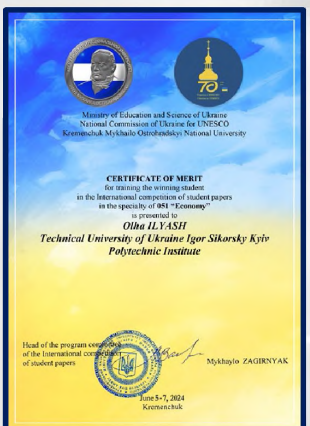 70
Ministry of Education and Science of Ukraine
National Commission of Ukraine for UNESCO
Kremenchuk Mykhailo Ostrohradskyi National University
CERTIFICATE OF MERIT
for training the winning student
in the International competition of student papers
in the specialty of 051 "Economy"
is presented to
Olha ILYASH
Technical University of Ukraine Igor Sikorsky Kyiv
Polytechnic Institute
Head of the program
of the International competition
of student papers
Mykhaylo ZAGIRNYAK
June 5-7, 2024
Kremenchuk